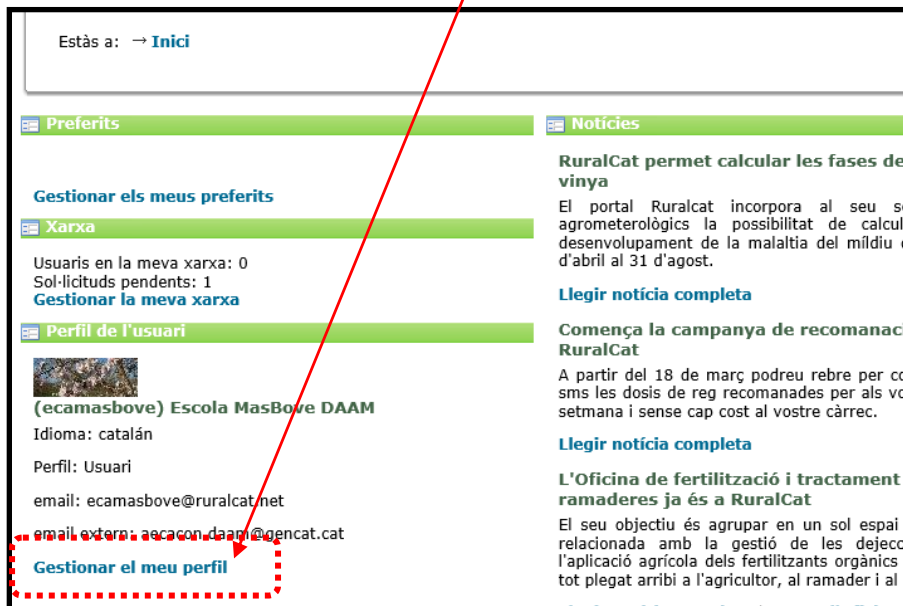 Estàs a: → Inici
Preferits
Gestionar els meus preferits
Xarxa
Usuaris en la meva xarxa: 0
Sol·licituds pendents: 1
Gestionar la meva xarxa
Perfil de l'usuari
(ecamasbove) Escola MasBove DAAM
Idioma: catalán
Perfil: Usuari
email: ecamasbove@ruralcat.net
email extern: aecacon.daam@gencat.cat
Gestionar el meu perfil
Notícies
RuralCat permet calcular les fases de
vinya
El portal Ruralcat incorpora al seu
agrometerològics la possibilitat de
desenvolupament de la malaltia del míldiu
d'abril al 31 d'agost.
Llegir notícia completa
Comença la campanya de
RuralCat
A partir del 18 de març podreu rebre per
sms les dosis de reg recomanades per als
setmana i sense cap cost al vostre càrrec.
Llegir notícia completa
L'Oficina de fertilització i tractament
ramaderes ja és a RuralCat
El seu objectiu és agrupar en un sol espai
relacionada amb la gestió de les
l'aplicació agrícola dels fertilitzants orgànics
tot plegat arribi a l'agricultor, al ramader i al